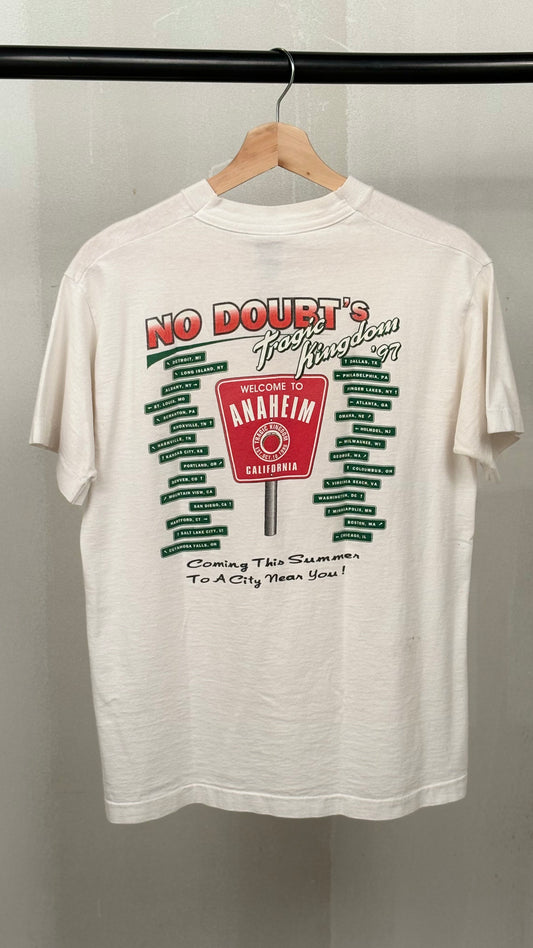 NO DOUBT'S
Tragic
Kingdom
'97
DETROIT, MI
LONG ISLAND, NY
ALBANY, NY
ST. LOUIS, MO
SCRANTON, PA
KNOXVILLE, TN
NASHVILLE, TN
KANSAS CITY, KS
PORTLAND, OR
DENVER, CO
MOUNTAIN VIEW, CA
SAN DIEGO, CA
HARTFORD, CT
SALT LAKE CITY, UT
CUYAHOGA FALLS, OH
WELCOME TO
ANAHEIM
TRAGIC KINGDOM
CALIFORNIA
DALLAS, TX
PHILADELPHIA, PA
FINGER LAKES, NY
ATLANTA, GA
OMAHA, NE
HOLMDEL, NJ
MILWAUKEE, WI
GEORGE, WA
COLUMBUS, OH
VIRGINIA BEACH, VA
WASHINGTON, DC
MINNEAPOLIS, MN
BOSTON, MA
CHICAGO, IL
Coming This Summer
To A City Near You!